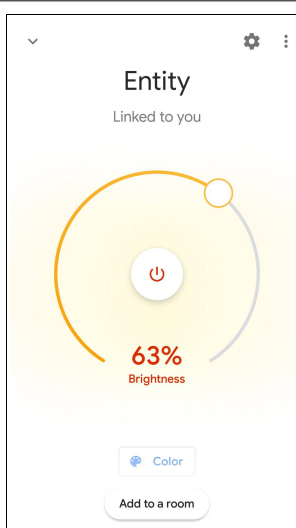 Entity
Linked to you
63%
Brightness
Color
Add to a room